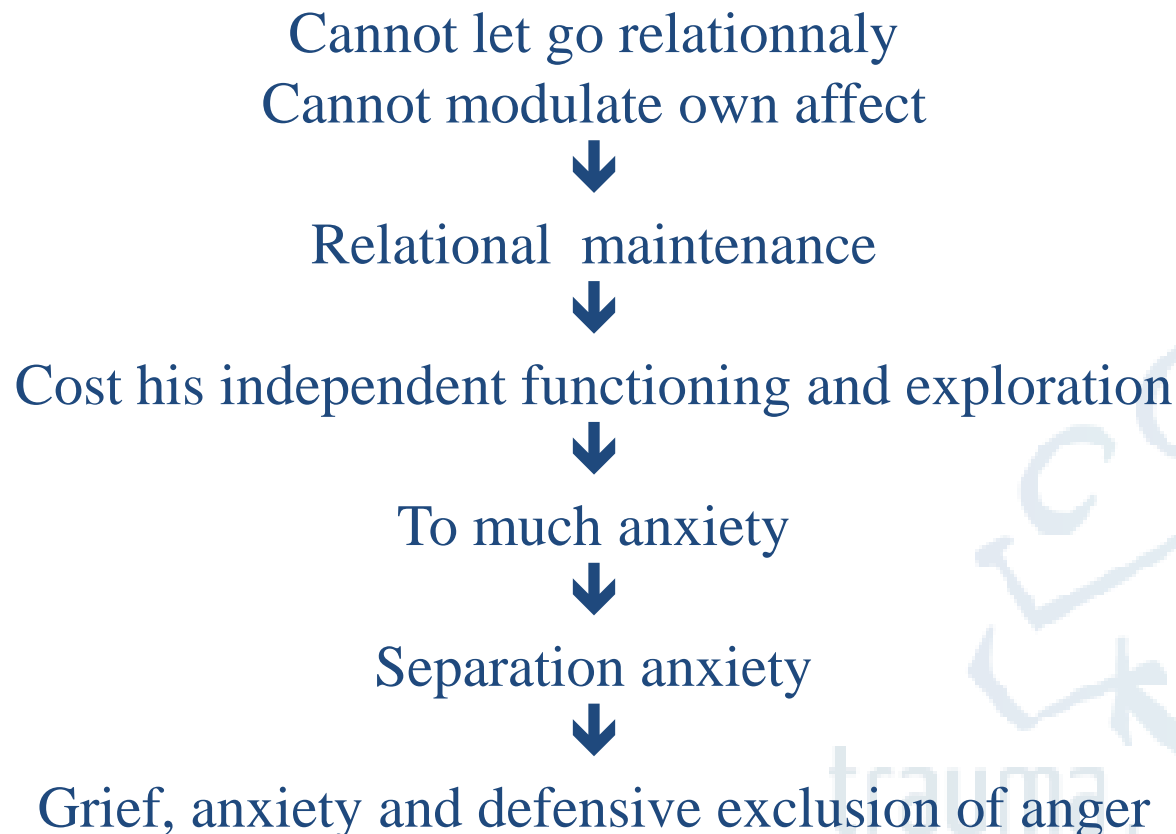 Cannot let go relationnaly
Cannot modulate own affect
🡻
Relational maintenance
🡻
Cost his independent functioning and exploration
🡻
To much anxiety
🡻
Separation anxiety
🡻
Grief, anxiety and defensive exclusion of anger
trauma